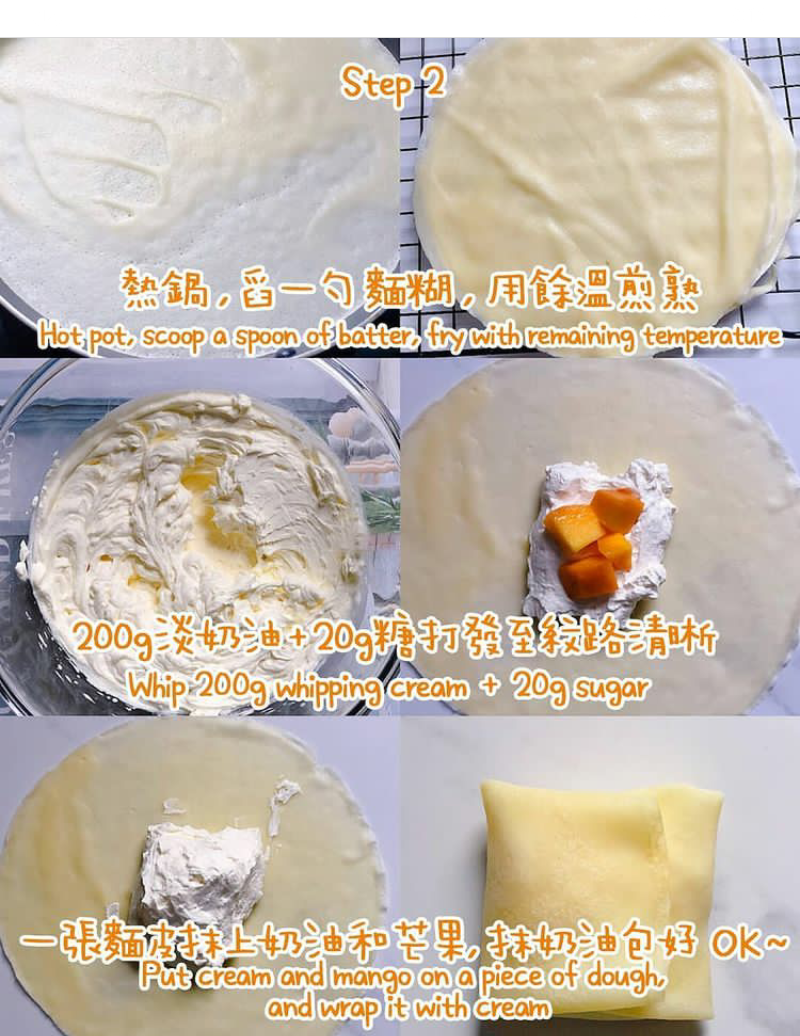 Step 2
熱鍋,舀一勺麵糊,用餘溫煎熟
Hot pot, scoop a spoon of batter, fry with remaining temperature
200g淡奶油+20g糖打發至紋路清晰
Whip 200g whipping cream + 20g sugar
一張麵皮抹上奶油和芒果,抹奶油包好 OK~
Put cream and mango on a piece of dough,
and wrap it with cream